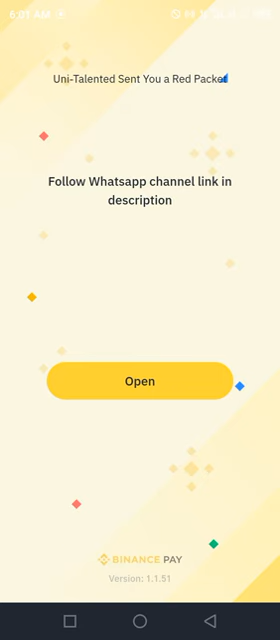 6:01 AM
Uni-Talented Sent You a Red Packet
Follow Whatsapp channel link in
description
Open
BINANCE PAY
Version: 1.1.51